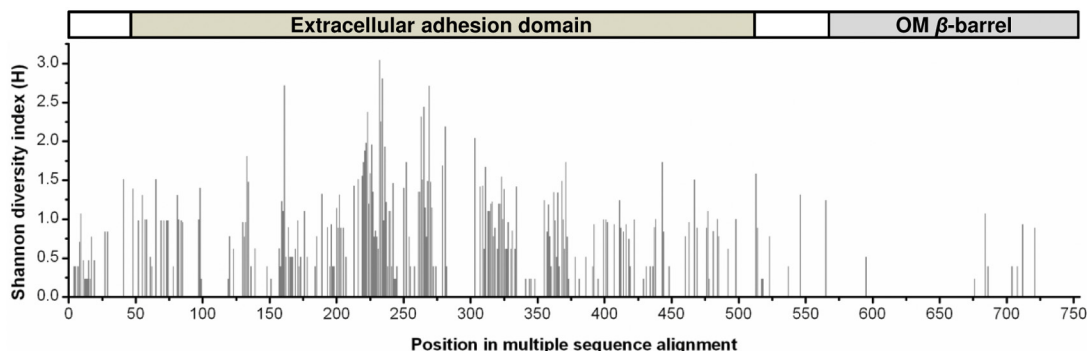 Extracellular adhesion domain OM β-barrel
Shannon diversity index (H)
3.0
2.5
2.0
1.5
1.0
0.5
0.0
0 50 100 150 200 250 300 350 400 450 500 550 600 650 700 750
Position in multiple sequence alignment